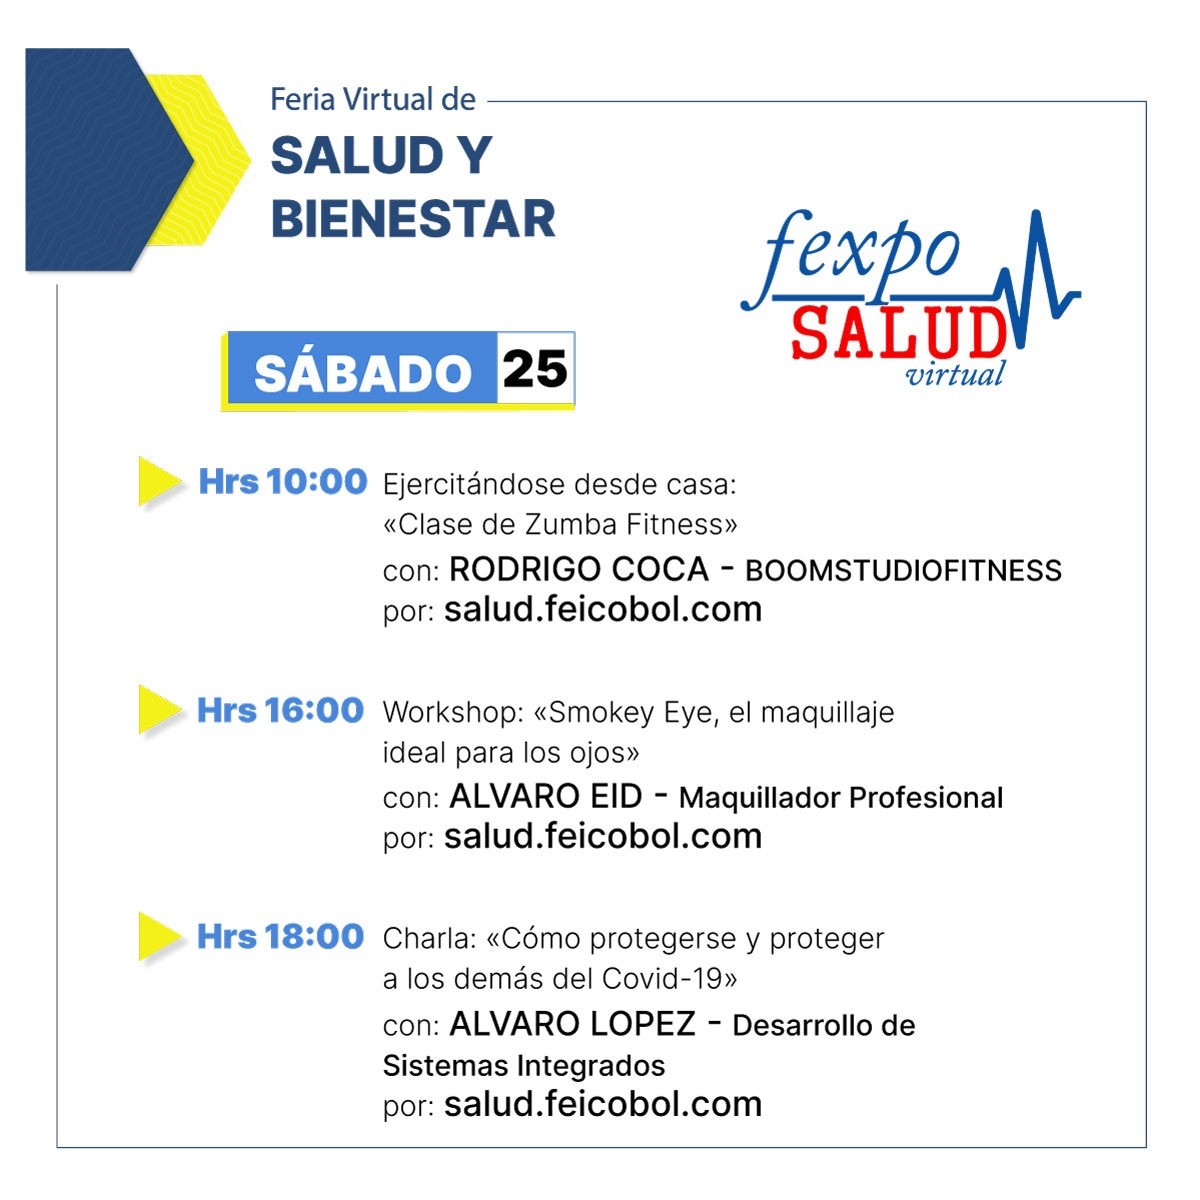 Feria Virtual de
SALUD Y
BIENESTAR
fexpo
SALUD
virtual
SÁBADO 25
Hrs 10:00 Ejercitándose desde casa:
«Clase de Zumba Fitness»
con: RODRIGO COCA - BOOMSTUDIOFITNESS
por: salud.feicobol.com
Hrs 16:00 Workshop: «Smokey Eye, el maquillaje
ideal para los ojos»
con: ALVARO EID - Maquillador Profesional
por: salud.feicobol.com
Hrs 18:00 Charla: «Cómo protegerse y proteger
a los demás del Covid-19»
con: ALVARO LOPEZ - Desarrollo de
Sistemas Integrados
por: salud.feicobol.com